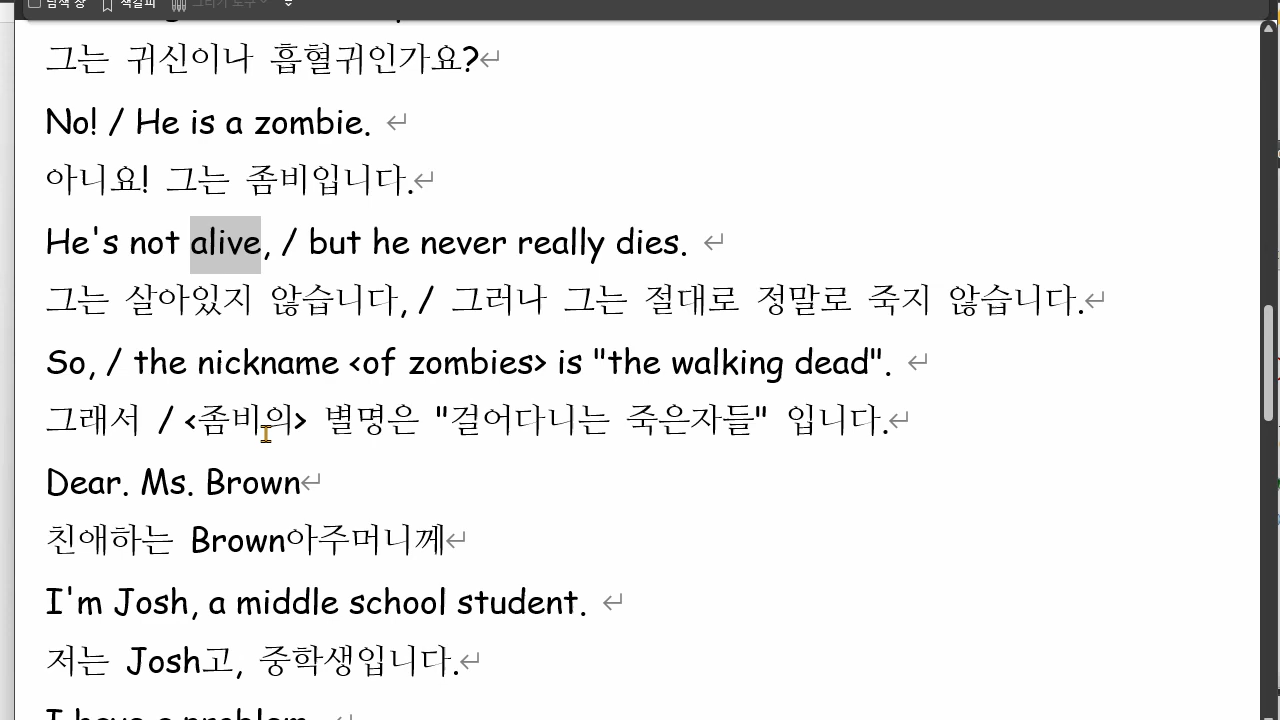 책갈피
그는 귀신이나 흡혈귀인가요?
No! / He is a zombie.
아니요! 그는 좀비입니다.
He's not alive, / but he never really dies.
그는 살아있지 않습니다, / 그러나 그는 절대로 정말로 죽지 않습니다.
So, / the nickname <of zombies> is "the walking dead".
그래서 / <좀비의> 별명은 "걸어다니는 죽은자들" 입니다.
Dear. Ms. Brown
친애하는 Brown아주머니께
I'm Josh, a middle school student.
저는 Josh고, 중학생입니다.
I have a problem.